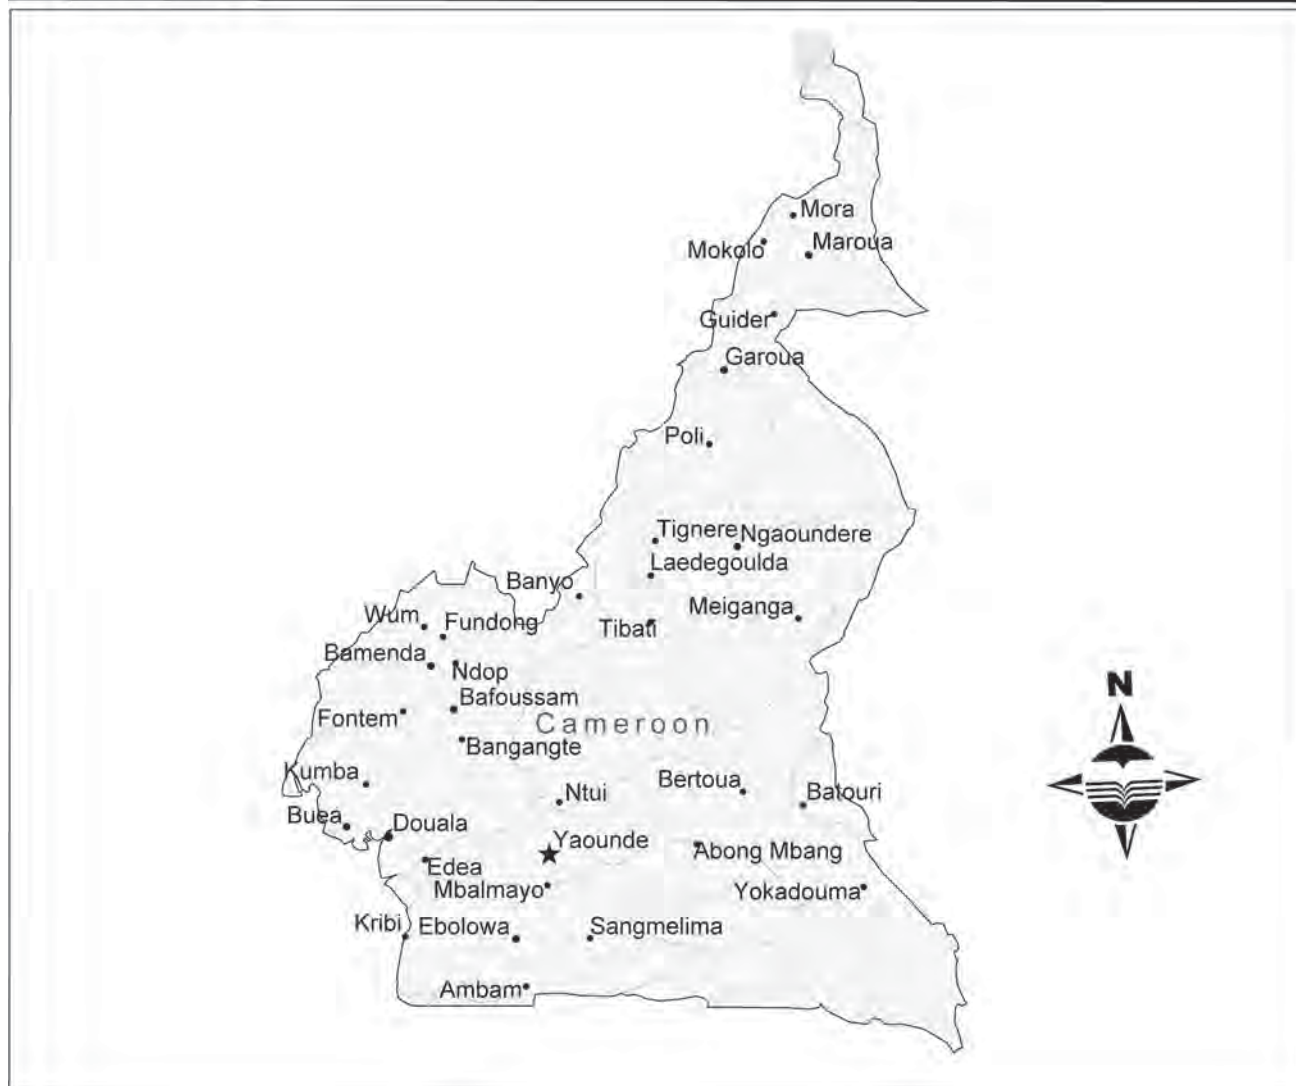 Mora
Mokolo
Maroua
Guider
Garoua
Poli
Tignere
Ngaoundere
Laedegoulda
Banyo
Meiganga
Wum
Fundong
Tibati
Bamenda
Ndop
Bafoussam
Fontem
Cameroon
Bangangte
Kumba
Bertoua
Ntui
Batouri
Buea
Douala
Yaounde
Abong Mbang
Edea
Mbalmayo
Yokadouma
Kribi
Ebolowa
Sangmelima
Ambam
N